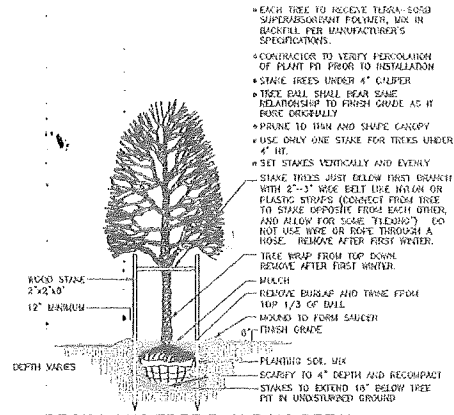 * EACH TREE TO RECEIVE TERRA-SORB
SUPERABSORBANT POLYMER, MIX IN
BACKFILL PER MANUFACTURER'S
SPECIFICATIONS.
* CONTRACTOR TO VERIFY PERCOLATION
OF PLANT PIT PRIOR TO INSTALLATION
* STAKE TREES UNDER 4" CALIPER
* TREE BALL SHALL BEAR SAME
RELATIONSHIP TO FINISH GRADE AS IT
BORE ORIGINALLY
* PRUNE TO THIN AND SHAPE CANOPY
* USE ONLY ONE STAKE FOR TREES UNDER
4' HT.
* SET STAKES VERTICALLY AND EVENLY
STAKE TREES JUST BELOW FIRST BRANCH
WITH 2"-3" WIDE BELT LIKE NYLON OR
PLASTIC STRAPS (CONNECT FROM TREE
TO STAKE OPPOSITE FROM EACH OTHER,
AND ALLOW FOR SOME "FLEXING") DO
NOT USE WIRE OR ROPE THROUGH A
HOSE. REMOVE AFTER FIRST WINTER.
TREE WRAP FROM TOP DOWN
REMOVE AFTER FIRST WINTER.
WOOD STAKE
2"x2"x8'
MULCH
12" MINIMUM
REMOVE BURLAP AND TWINE FROM
TOP 1/3 OF BALL
MOUND TO FORM SAUCER
6"
FINISH GRADE
DEPTH VARIES
PLANTING SOIL MIX
SCARIFY TO 4" DEPTH AND RECOMPACT
STAKES TO EXTEND 18" BELOW TREE
PIT IN UNDISTURBED GROUND